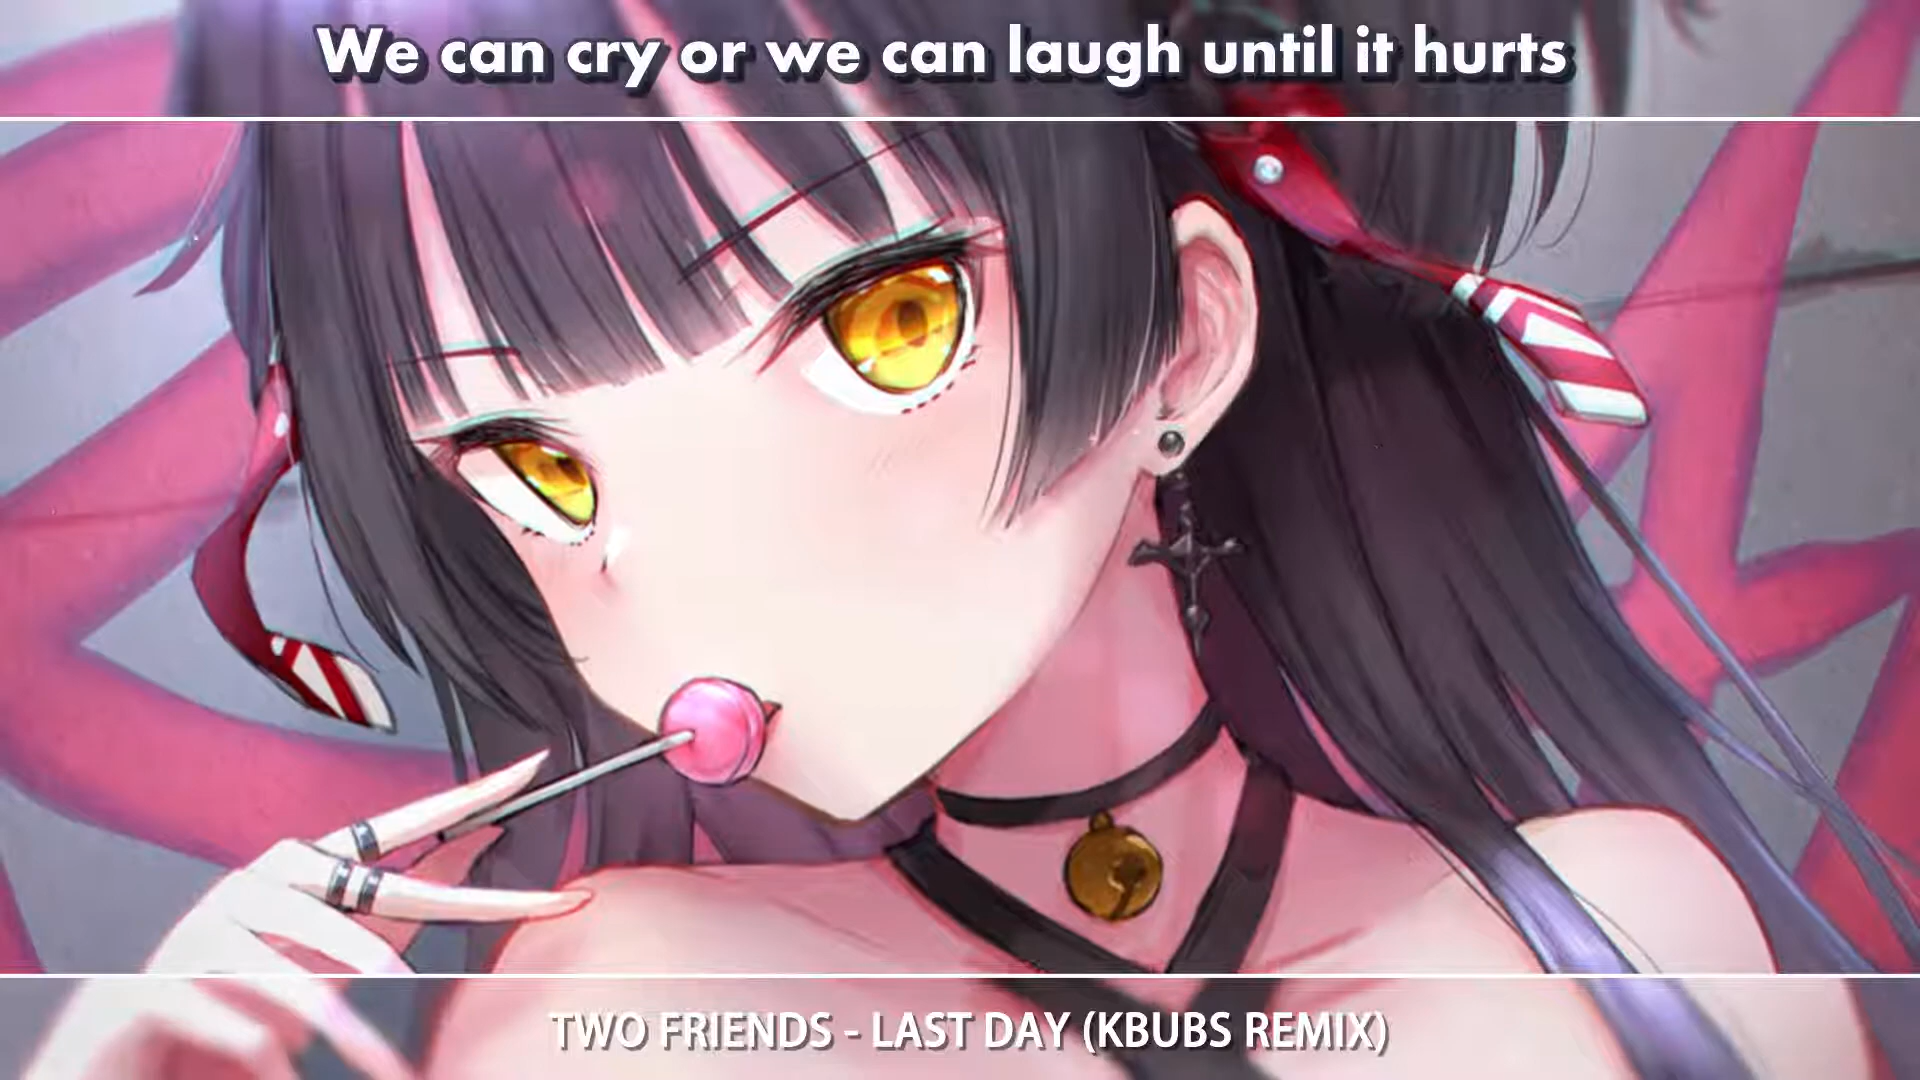 We can cry or we can laugh until it hurts
TWO FRIENDS - LAST DAY (KBUBS REMIX)